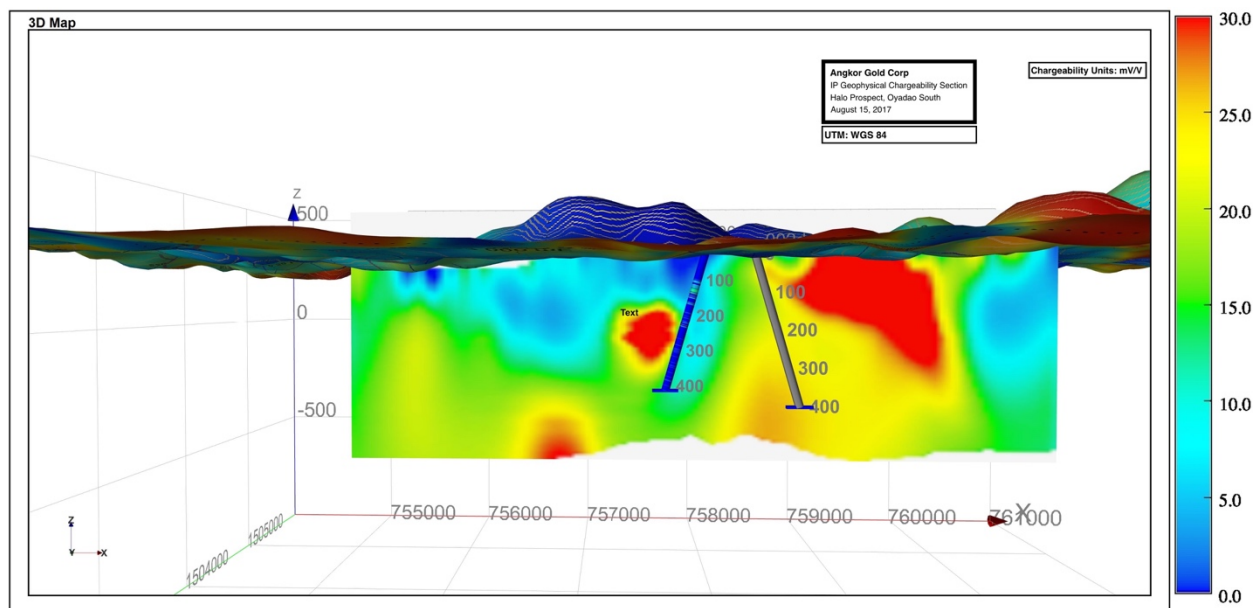 3D Map
30.0
Angkor Gold Corp
IP Geophysical Chargeability Section
Halo Prospect, Oyadao South
August 15, 2017
Chargeability Units: mV/V
UTM: WGS 84
25.0
20.0
15.0
10.0
5.0
0.0
Z
500
0
-500
100
200
300
400
100
200
300
400
Text
755000
756000
757000
758000
759000
760000
761000
X
1505000
1504000
Z
Y
X